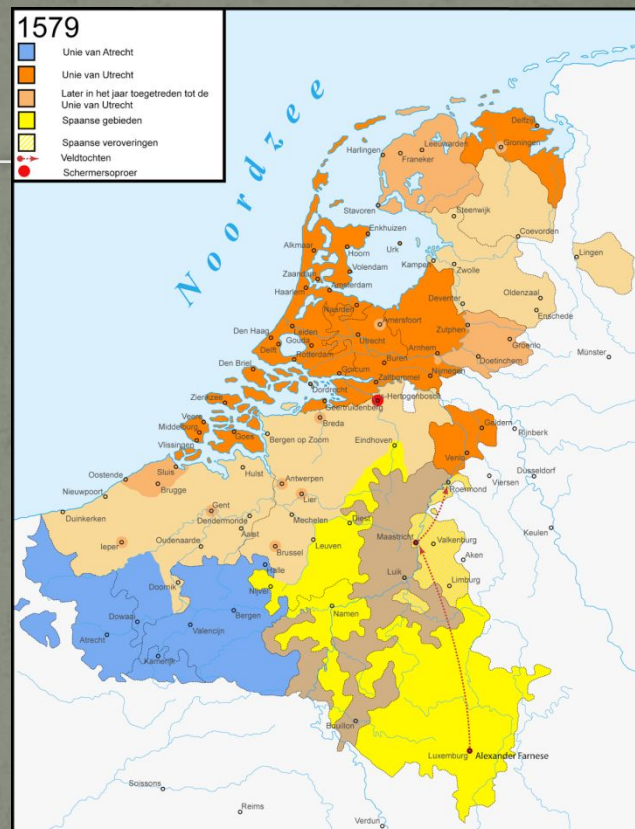 1579
Unie van Atrecht
Unie van Utrecht
Later in het jaar toegetreden tot de
Unie van Utrecht
Spaanse gebieden
Spaanse veroveringen
Veldtochten
Schermersoproer
Noordzee
Delfzijl
Groningen
Leeuwarden
Harlingen
Franeker
Stavoren
Steenwijk
Enkhuizen
Coevorden
Alkmaar
Hoorn
Urk
Lingen
Kampen
Volendam
Zwolle
Zaandijn
Amsterdam
Haarlem
Oldenzaal
Naarden
Deventer
Enschede
Amersfoort
Den Haag
Leiden
Zutphen
Utrecht
Gouda
Delft
Groenlo
Arnhem
Rotterdam
Münster
Buren
Doetinchem
Den Briel
Gorcum
Zaltbommel
Nijmegen
Dordrecht
's-Hertogenbosch
Zierikzee
Geertruidenberg
Breda
Veere
Geldern
Middelburg
Goes
Bergen op Zoom
Rijnberk
Vlissingen
Eindhoven
Venlo
Sluis
Hulst
Düsseldorf
Oostende
Antwerpen
Viersen
Brugge
Roermond
Nieuwpoort
Lier
Gent
Duinkerken
Dendermonde
Mechelen
Diest
Keulen
Aalst
Ieper
Maastricht
Valkenburg
Oudenaarde
Brussel
Leuven
Aken
Halle
Luik
Doornik
Limburg
Nijvel
Namen
Bergen
Dowaai
Valencijn
Atrecht
Kamerijk
Bouillon
Luxemburg
Alexander Farnese
Soissons
Reims
Verdun